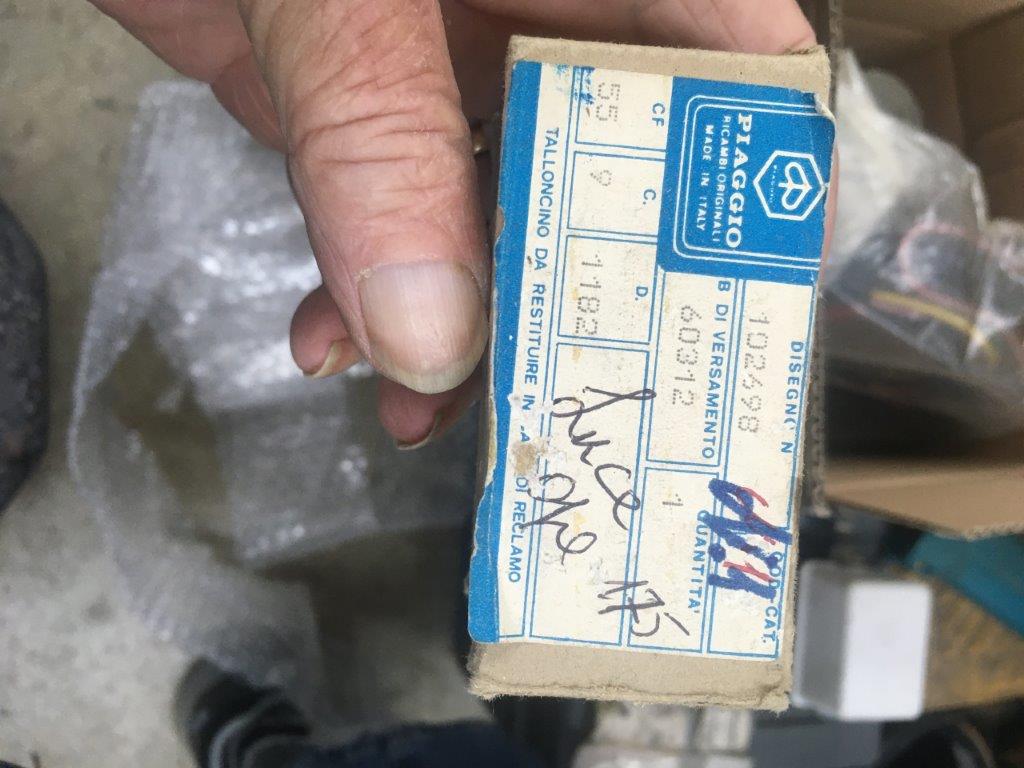 PIAGGIO
PIAGGIO
RICAMBI ORIGINALI
MADE IN ITALY
DISEGNO N
COD. CAT.
102698
B DI VERSAMENTO
QUANTITA'
60312
1
CF
C.
D.
55
9
1182
Luce
175
TALLONCINO DA RESTITUIRE IN DI RECLAMO